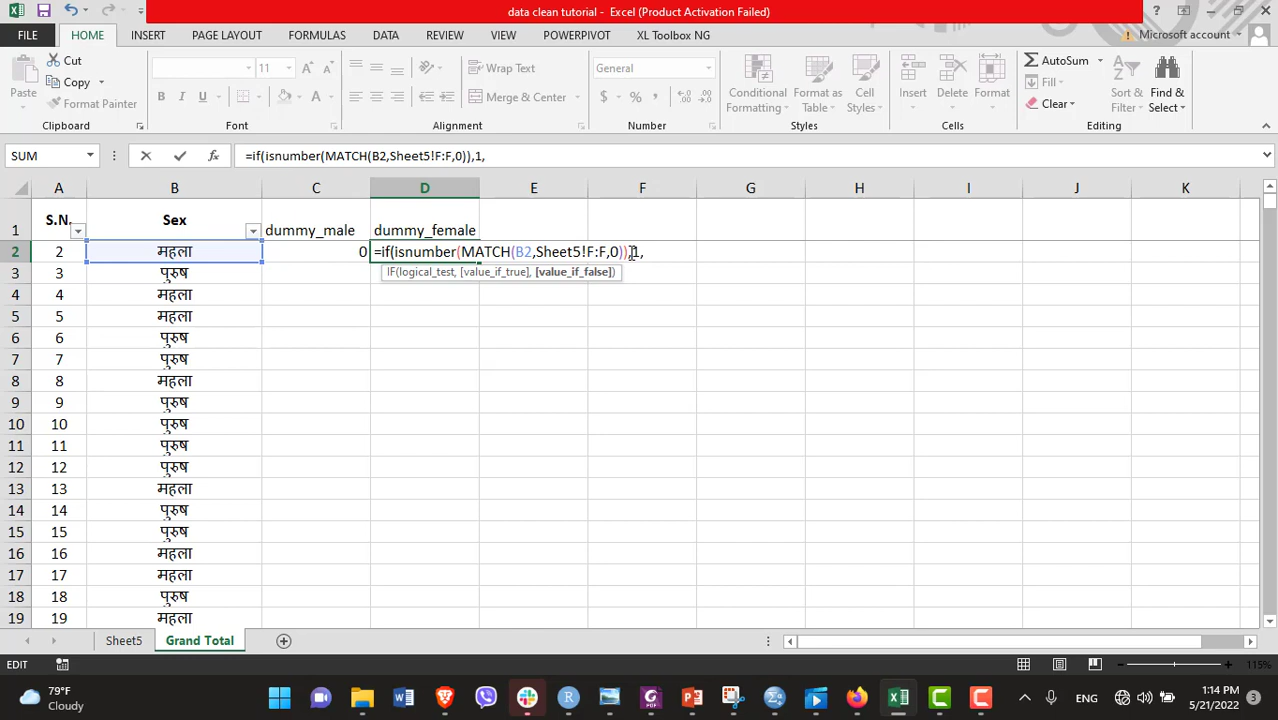 data clean tutorial - Excel (Product Activation Failed)
FILE HOME INSERT PAGE LAYOUT FORMULAS DATA REVIEW VIEW POWERPIVOT XL Toolbox NG Microsoft account
Cut
Copy
Format Painter
Paste
Clipboard
11
B I U
Font
Wrap Text
Merge & Center
Alignment
General
$ % ,
Number
Conditional Formatting
Format as Table
Cell Styles
Styles
Insert Delete Format
Cells
AutoSum
Fill
Clear
Sort & Filter
Find & Select
Editing
SUM =if(isnumber(MATCH(B2,Sheet5!F:F,0)),1,
A B C D E F G H I J K
1 S.N. Sex dummy_male dummy_female
2 2 महला 0 =if(isnumber(MATCH(B2,Sheet5!F:F,0)),1,
IF(logical_test, [value_if_true], [value_if_false])
3 3 पुरुष
4 4 महला
5 5 महला
6 6 पुरुष
7 7 पुरुष
8 8 महला
9 9 पुरुष
10 10 पुरुष
11 11 पुरुष
12 12 पुरुष
13 13 महला
14 14 पुरुष
15 15 पुरुष
16 16 महला
17 17 महला
18 18 पुरुष
19 19 महला
Sheet5 Grand Total
EDIT 115%
79°F
Cloudy
ENG
1:14 PM
5/21/2022
3